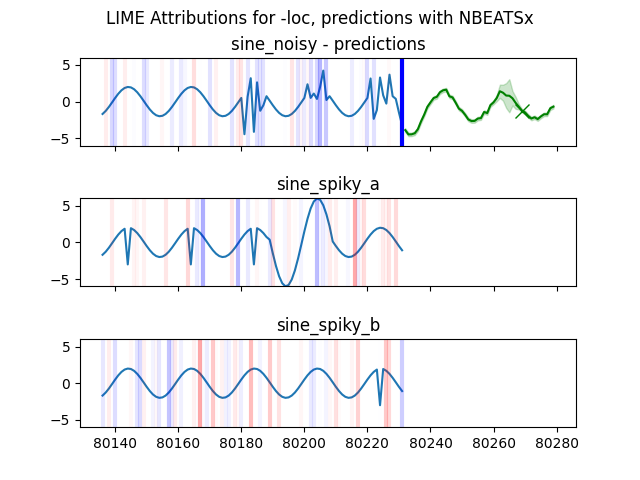 LIME Attributions for -loc, predictions with NBEATSx
sine_noisy - predictions
5
0
−5
sine_spiky_a
5
0
−5
sine_spiky_b
5
0
−5
80140 80160 80180 80200 80220 80240 80260 80280